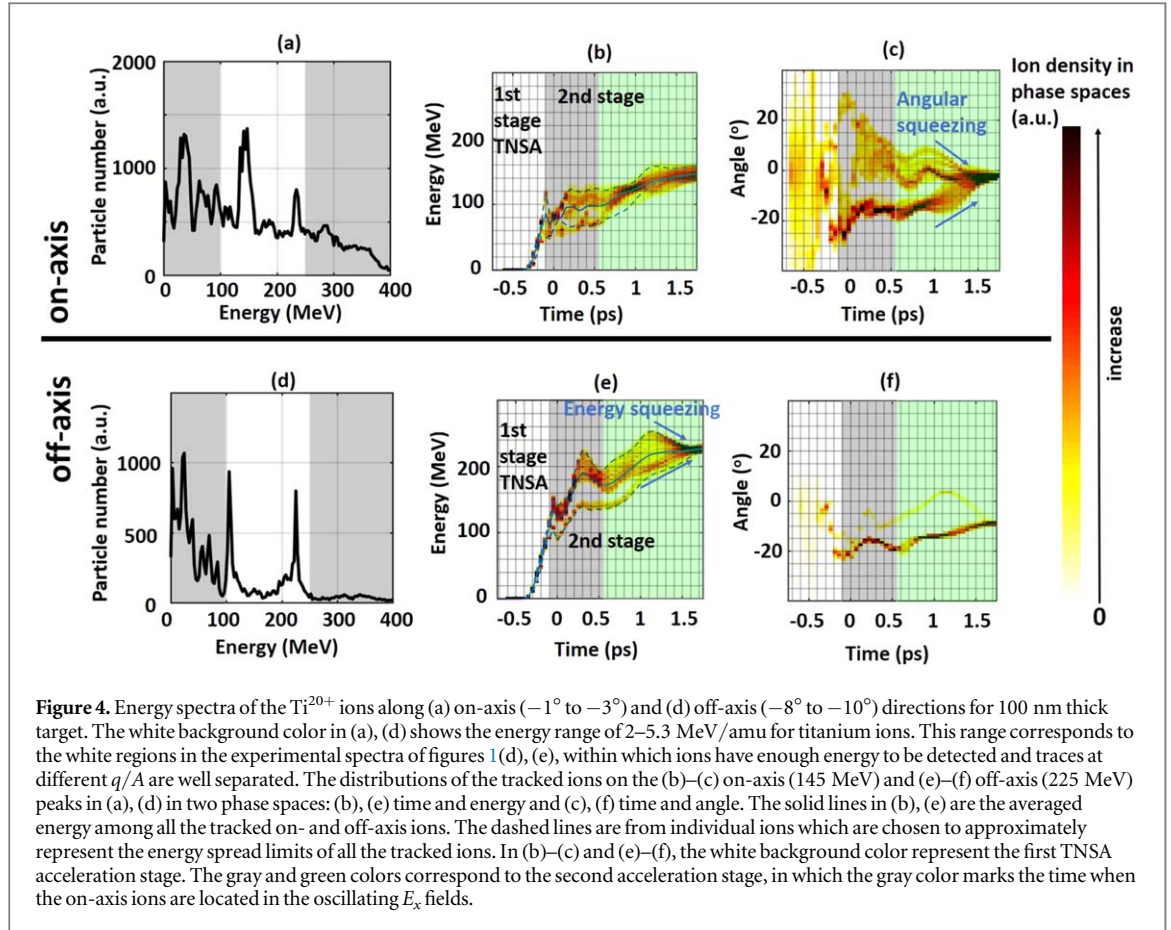 on-axis
(a)
Particle number (a.u.)
2000
1000
0
0 100 200 300 400
Energy (MeV)
(b)
Energy (MeV)
200
100
0
1st
stage
TNSA
2nd stage
-0.5 0 0.5 1 1.5
Time (ps)
(c)
Angle (°)
20
0
-20
Angular
squeezing
-0.5 0 0.5 1 1.5
Time (ps)
Ion density in
phase spaces
(a.u.)
increase
0
off-axis
(d)
Particle number (a.u.)
1000
500
0
0 100 200 300 400
Energy (MeV)
(e)
Energy (MeV)
200
100
0
Energy squeezing
1st
stage
TNSA
2nd stage
-0.5 0 0.5 1 1.5
Time (ps)
(f)
Angle (°)
20
0
-20
-0.5 0 0.5 1 1.5
Time (ps)
Figure 4. Energy spectra of the Ti²⁰⁺ ions along (a) on-axis (−1° to −3°) and (d) off-axis (−8° to −10°) directions for 100 nm thick
target. The white background color in (a), (d) shows the energy range of 2–5.3 MeV/amu for titanium ions. This range corresponds to
the white regions in the experimental spectra of figures 1(d), (e), within which ions have enough energy to be detected and traces at
different q/A are well separated. The distributions of the tracked ions on the (b)–(c) on-axis (145 MeV) and (e)–(f) off-axis (225 MeV)
peaks in (a), (d) in two phase spaces: (b), (e) time and energy and (c), (f) time and angle. The solid lines in (b), (e) are the averaged
energy among all the tracked on- and off-axis ions. The dashed lines are from individual ions which are chosen to approximately
represent the energy spread limits of all the tracked ions. In (b)–(c) and (e)–(f), the white background color represent the first TNSA
acceleration stage. The gray and green colors correspond to the second acceleration stage, in which the gray color marks the time when
the on-axis ions are located in the oscillating Eₓ fields.